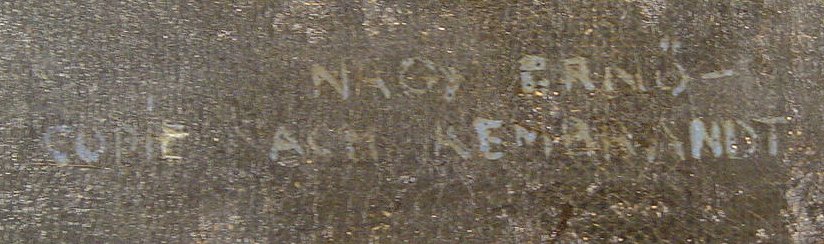 NAGY ERNŐ-
COPIE NACH REMBRANDT